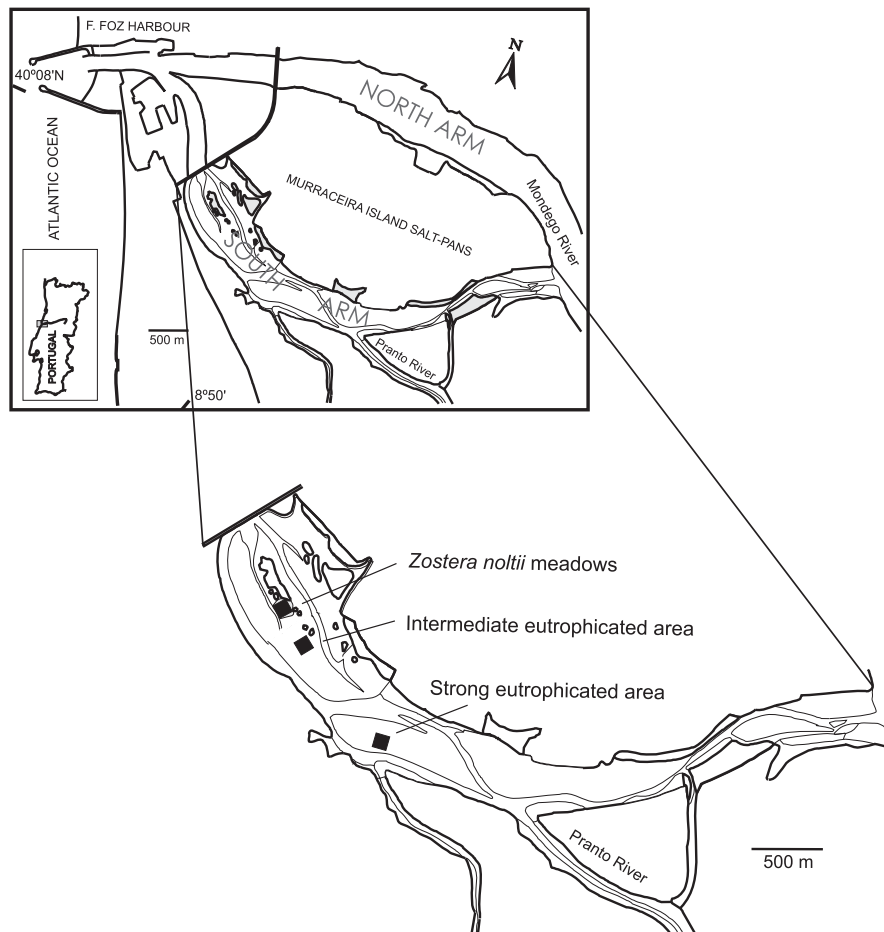 F. FOZ HARBOUR
N
40º08'N
NORTH ARM
ATLANTIC OCEAN
MURRACEIRA ISLAND SALT-PANS
Mondego River
SOUTH ARM
500 m
Pranto River
PORTUGAL
8º50'
Zostera noltii meadows
Intermediate eutrophicated area
Strong eutrophicated area
Pranto River
500 m